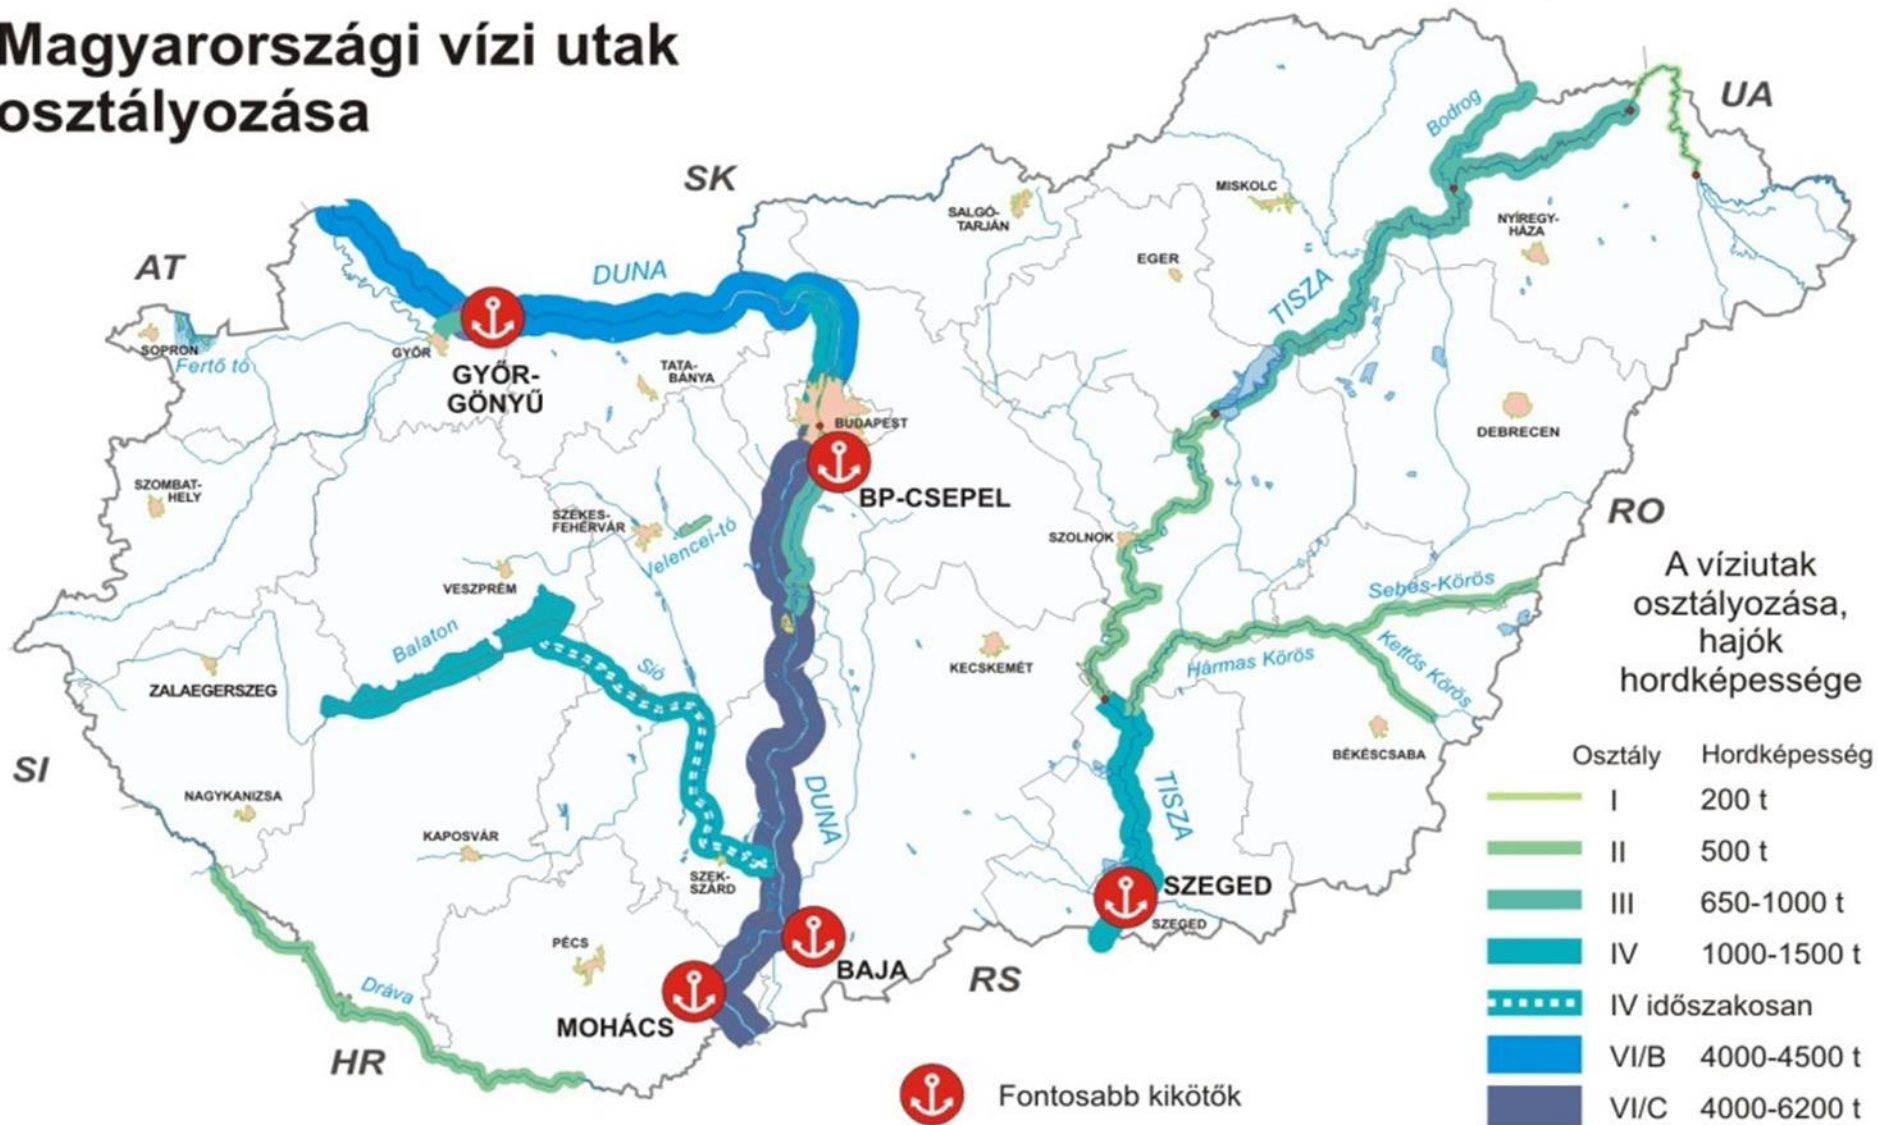 Magyarországi vízi utak
osztályozása
UA
SK
AT
RO
SI
HR
RS
Bodrog
MISKOLC
SALGÓ-
TARJÁN
NYÍREGY-
HÁZA
EGER
DUNA
TISZA
SOPRON
Fertő tó
GYŐR
GYŐR-
GÖNYŰ
TATA-
BÁNYA
BUDAPEST
DEBRECEN
BP-CSEPEL
SZOMBAT-
HELY
SZÉKES-
FEHÉRVÁR
Velencei-tó
SZOLNOK
VESZPRÉM
Sebes-Körös
Balaton
Sió
KECSKEMÉT
Hármas Körös
Kettős Körös
ZALAEGERSZEG
BÉKÉSCSABA
NAGYKANIZSA
DUNA
TISZA
KAPOSVÁR
SZEK-
SZÁRD
SZEGED
SZEGED
PÉCS
BAJA
Dráva
MOHÁCS
Fontosabb kikötők
A víziutak
osztályozása,
hajók
hordképessége
Osztály Hordképesség
I 200 t
II 500 t
III 650-1000 t
IV 1000-1500 t
IV időszakosan
VI/B 4000-4500 t
VI/C 4000-6200 t